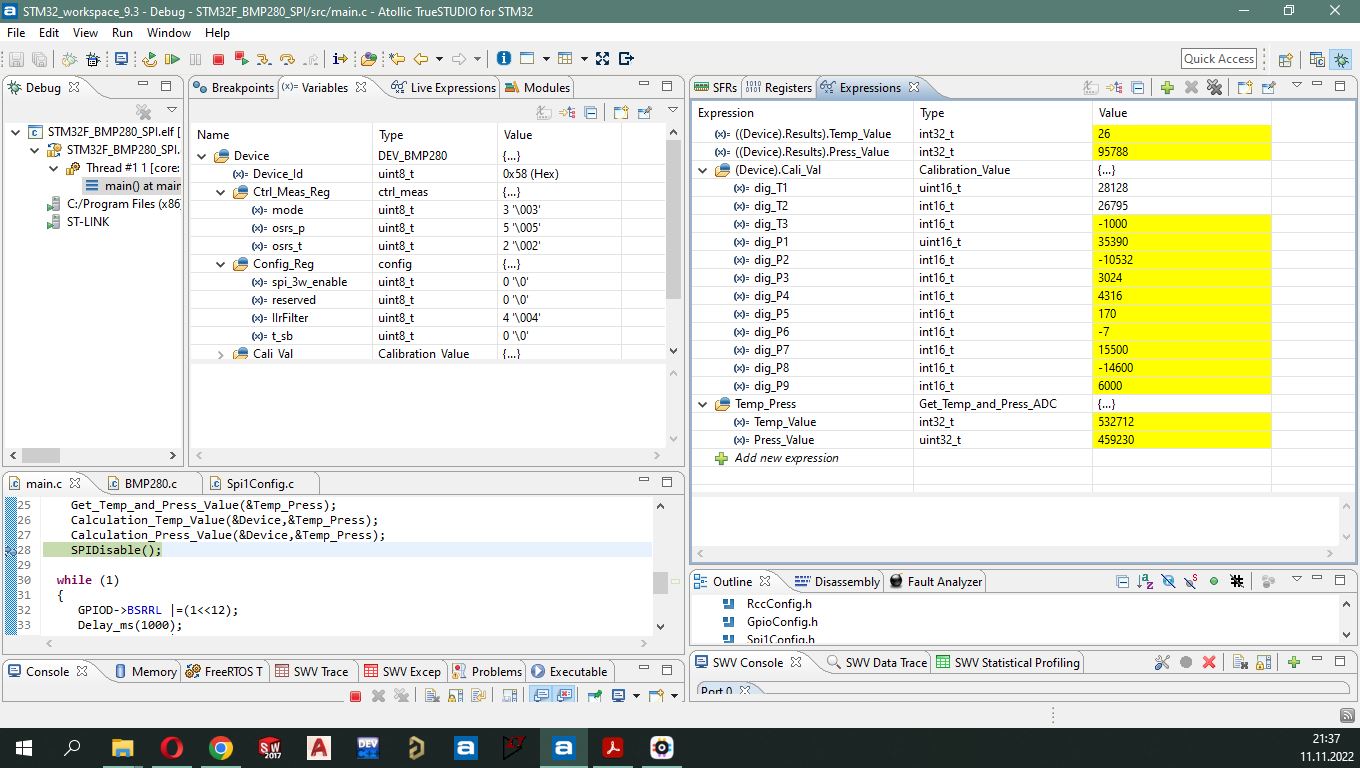 STM32_workspace_9.3 - Debug - STM32F_BMP280_SPI/src/main.c - Atollic TrueSTUDIO for STM32
File Edit View Run Window Help
Quick Access
Debug
STM32F_BMP280_SPI.elf [
STM32F_BMP280_SPI.
Thread #1 1 [core:
main() at main
C:/Program Files (x86
ST-LINK
Breakpoints (x)= Variables Live Expressions Modules
Name Type Value
Device DEV_BMP280 {...}
(x)= Device_Id uint8_t 0x58 (Hex)
Ctrl_Meas_Reg ctrl_meas {...}
(x)= mode uint8_t 3 '\003'
(x)= osrs_p uint8_t 5 '\005'
(x)= osrs_t uint8_t 2 '\002'
Config_Reg config {...}
(x)= spi_3w_enable uint8_t 0 '\0'
(x)= reserved uint8_t 0 '\0'
(x)= IIrFilter uint8_t 4 '\004'
(x)= t_sb uint8_t 0 '\0'
Cali_Val Calibration_Value {...}
SFRs Registers Expressions
Expression Type Value
(x)= ((Device).Results).Temp_Value int32_t 26
(x)= ((Device).Results).Press_Value int32_t 95788
(Device).Cali_Val Calibration_Value {...}
(x)= dig_T1 uint16_t 28128
(x)= dig_T2 int16_t 26795
(x)= dig_T3 int16_t -1000
(x)= dig_P1 uint16_t 35390
(x)= dig_P2 int16_t -10532
(x)= dig_P3 int16_t 3024
(x)= dig_P4 int16_t 4316
(x)= dig_P5 int16_t 170
(x)= dig_P6 int16_t -7
(x)= dig_P7 int16_t 15500
(x)= dig_P8 int16_t -14600
(x)= dig_P9 int16_t 6000
Temp_Press Get_Temp_and_Press_ADC {...}
(x)= Temp_Value int32_t 532712
(x)= Press_Value uint32_t 459230
Add new expression
main.c BMP280.c Spi1Config.c
25 Get_Temp_and_Press_Value(&Temp_Press);
26 Calculation_Temp_Value(&Device,&Temp_Press);
27 Calculation_Press_Value(&Device,&Temp_Press);
28 SPIDisable();
29
30 while (1)
31 {
32 GPIOD->BSRRL |=(1<<12);
33 Delay_ms(1000);
Outline Disassembly Fault Analyzer
RccConfig.h
GpioConfig.h
Spi1Config.h
Console Memory FreeRTOS T SWV Trace SWV Excep Problems Executable
SWV Console SWV Data Trace SWV Statistical Profiling
Port 0
SW
2017
A
DEV
21:37
11.11.2022